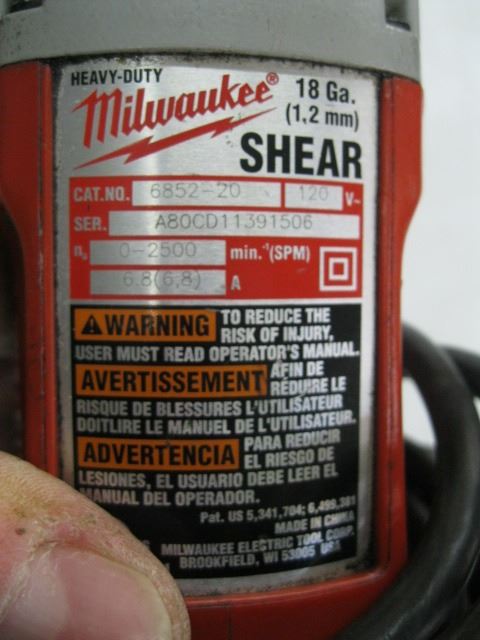 HEAVY-DUTY
Milwaukee®
18 Ga.
(1,2 mm)
SHEAR
CAT.NO. 6852-20 120 V~
SER. A80CD11391506
n₀ 0-2500 min.⁻¹(SPM)
6.8(6,8) A
WARNING TO REDUCE THE
RISK OF INJURY,
USER MUST READ OPERATOR'S MANUAL.
AVERTISSEMENT AFIN DE
RÉDUIRE LE
RISQUE DE BLESSURES L'UTILISATEUR
DOITLIRE LE MANUEL DE L'UTILISATEUR.
ADVERTENCIA PARA REDUCIR
EL RIESGO DE
LESIONES, EL USUARIO DEBE LEER EL
MANUAL DEL OPERADOR.
Pat. US 5,341,704; 6,495,381
MADE IN CHINA
MILWAUKEE ELECTRIC TOOL CORP.
BROOKFIELD, WI 53005 USA